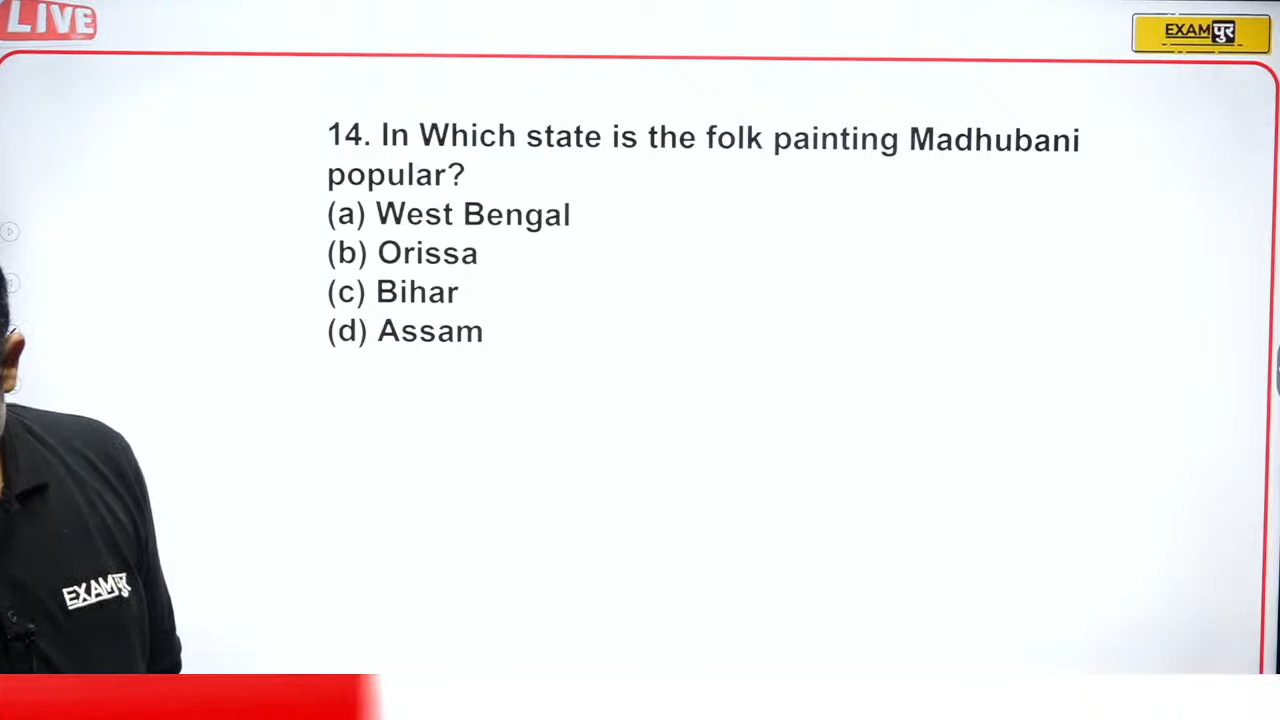 LIVE
EXAMपुर
14. In Which state is the folk painting Madhubani
popular?
(a) West Bengal
(b) Orissa
(c) Bihar
(d) Assam
EXAMपुर